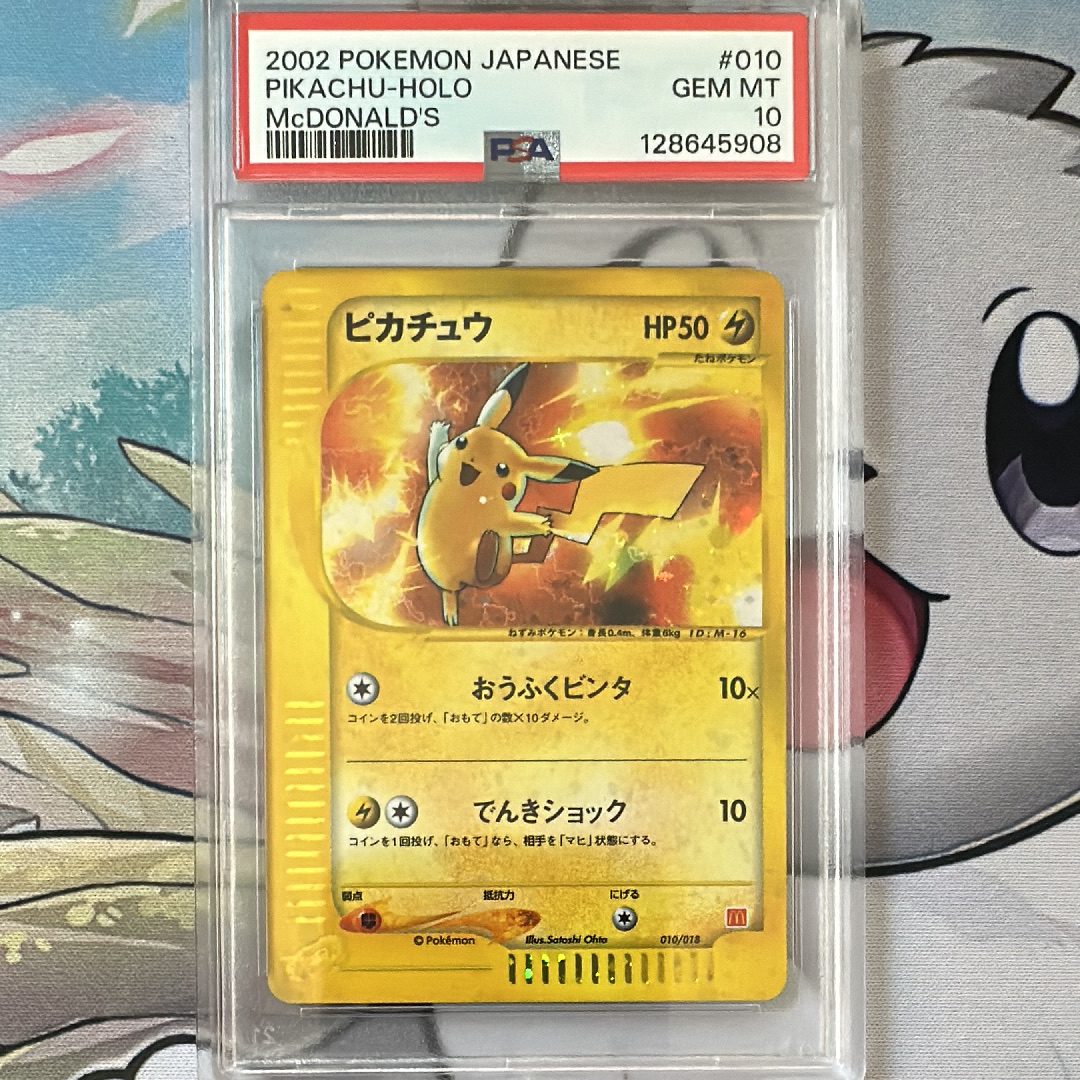 2002 POKEMON JAPANESE #010
PIKACHU-HOLO GEM MT
McDONALD'S 10
PSA 128645908
ピカチュウ HP50
たねポケモン
ねずみポケモン：身長0.4m、体重6kg ID:M-16
おうふくビンタ 10×
コインを2回投げ、「おもて」の数×10ダメージ。
でんきショック 10
コインを1回投げ、「おもて」なら、相手を「マヒ」状態にする。
弱点 抵抗力 にげる
©Pokémon Illus.Satoshi Ohta 010/018